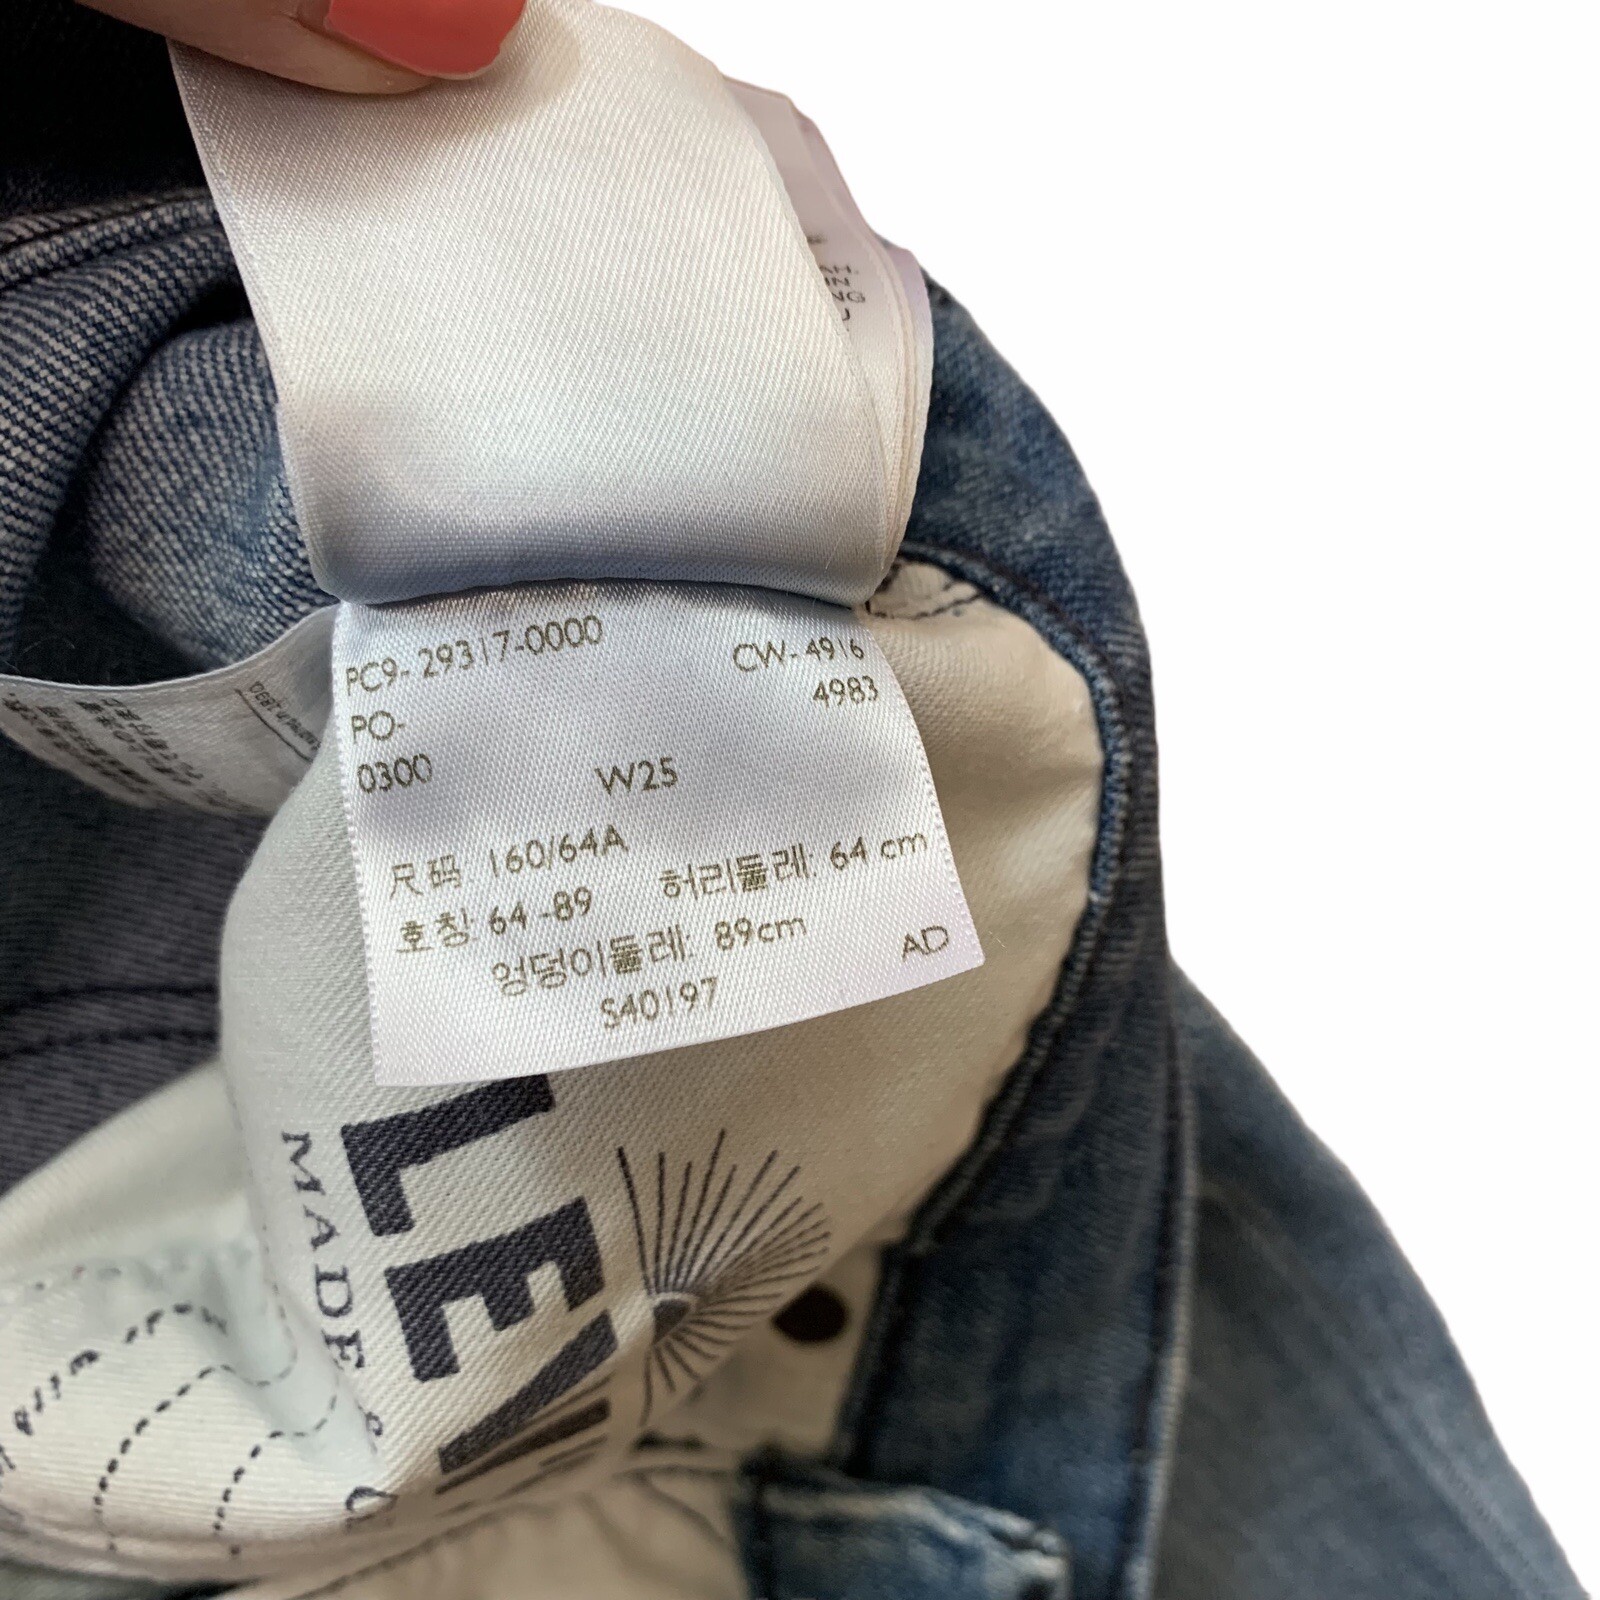 PC9-29317-0000 CW-4916
PO- 4983
0300 W25
尺码: 160/64A
호칭: 64-89 허리둘레: 64 cm
엉덩이둘레: 89cm AD
S40197
LEVI
MADE &